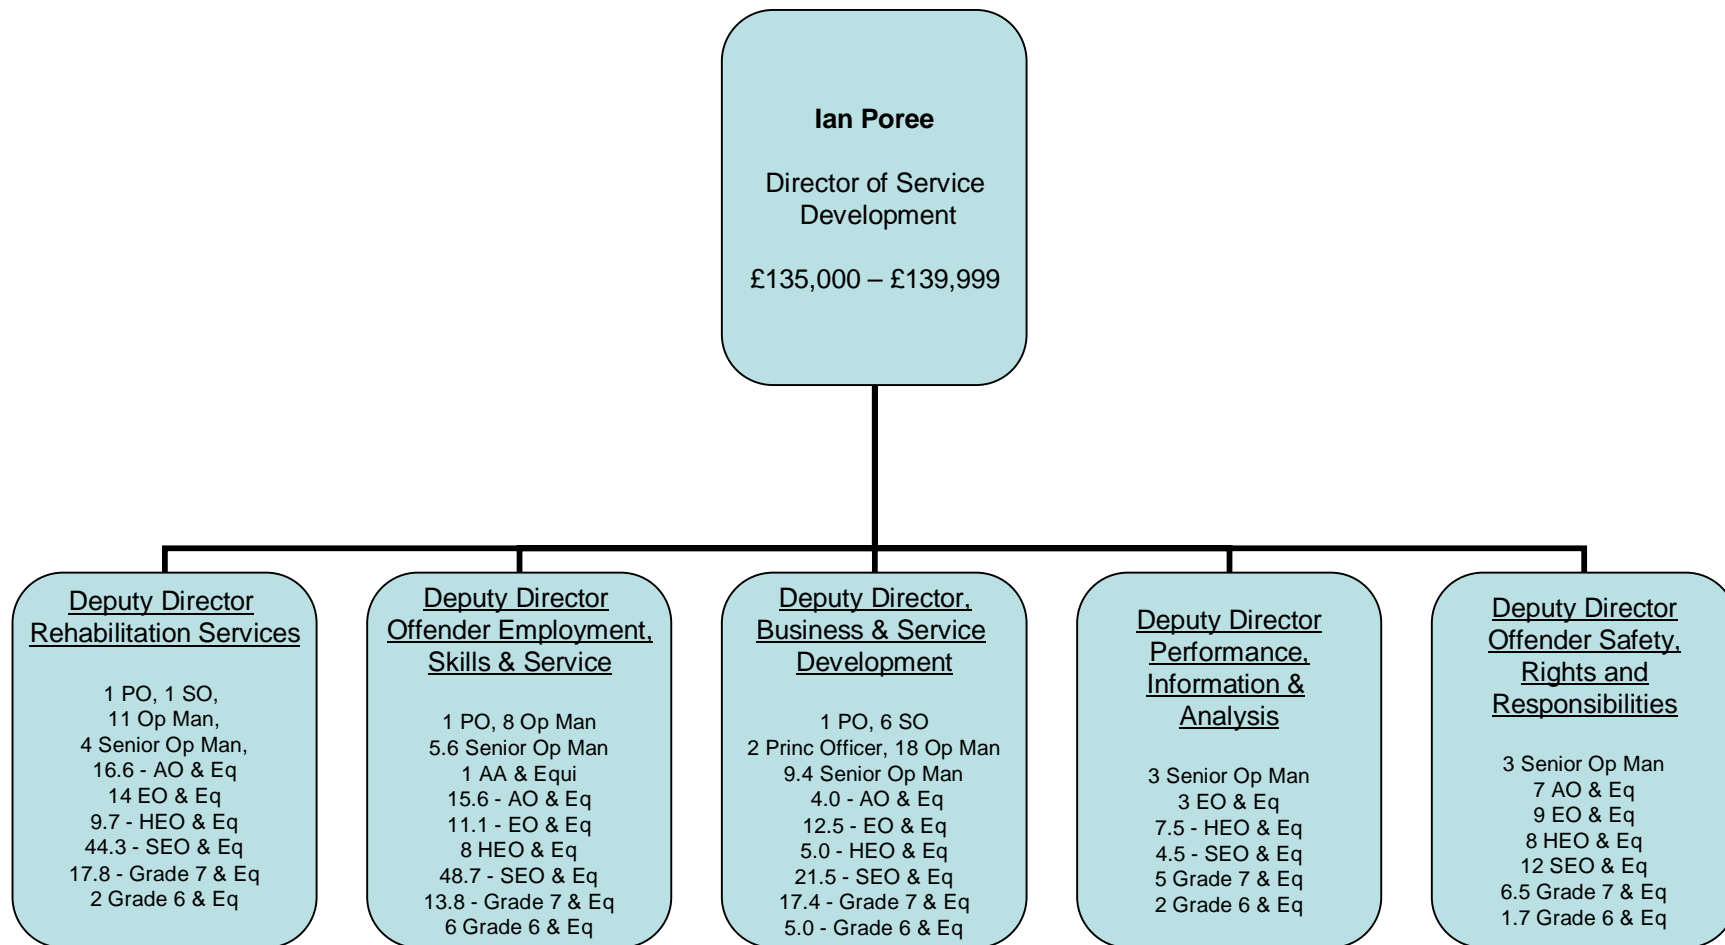 Ian Poree
Director of Service
Development
£135,000 – £139,999
Deputy Director
Rehabilitation Services
1 PO, 1 SO,
11 Op Man,
4 Senior Op Man,
16.6 - AO & Eq
14 EO & Eq
9.7 - HEO & Eq
44.3 - SEO & Eq
17.8 - Grade 7 & Eq
2 Grade 6 & Eq
Deputy Director
Offender Employment,
Skills & Service
1 PO, 8 Op Man
5.6 Senior Op Man
1 AA & Equi
15.6 - AO & Eq
11.1 - EO & Eq
8 HEO & Eq
48.7 - SEO & Eq
13.8 - Grade 7 & Eq
6 Grade 6 & Eq
Deputy Director,
Business & Service
Development
1 PO, 6 SO
2 Princ Officer, 18 Op Man
9.4 Senior Op Man
4.0 - AO & Eq
12.5 - EO & Eq
5.0 - HEO & Eq
21.5 - SEO & Eq
17.4 - Grade 7 & Eq
5.0 - Grade 6 & Eq
Deputy Director
Performance,
Information &
Analysis
3 Senior Op Man
3 EO & Eq
7.5 - HEO & Eq
4.5 - SEO & Eq
5 Grade 7 & Eq
2 Grade 6 & Eq
Deputy Director
Offender Safety,
Rights and
Responsibilities
3 Senior Op Man
7 AO & Eq
9 EO & Eq
8 HEO & Eq
12 SEO & Eq
6.5 Grade 7 & Eq
1.7 Grade 6 & Eq